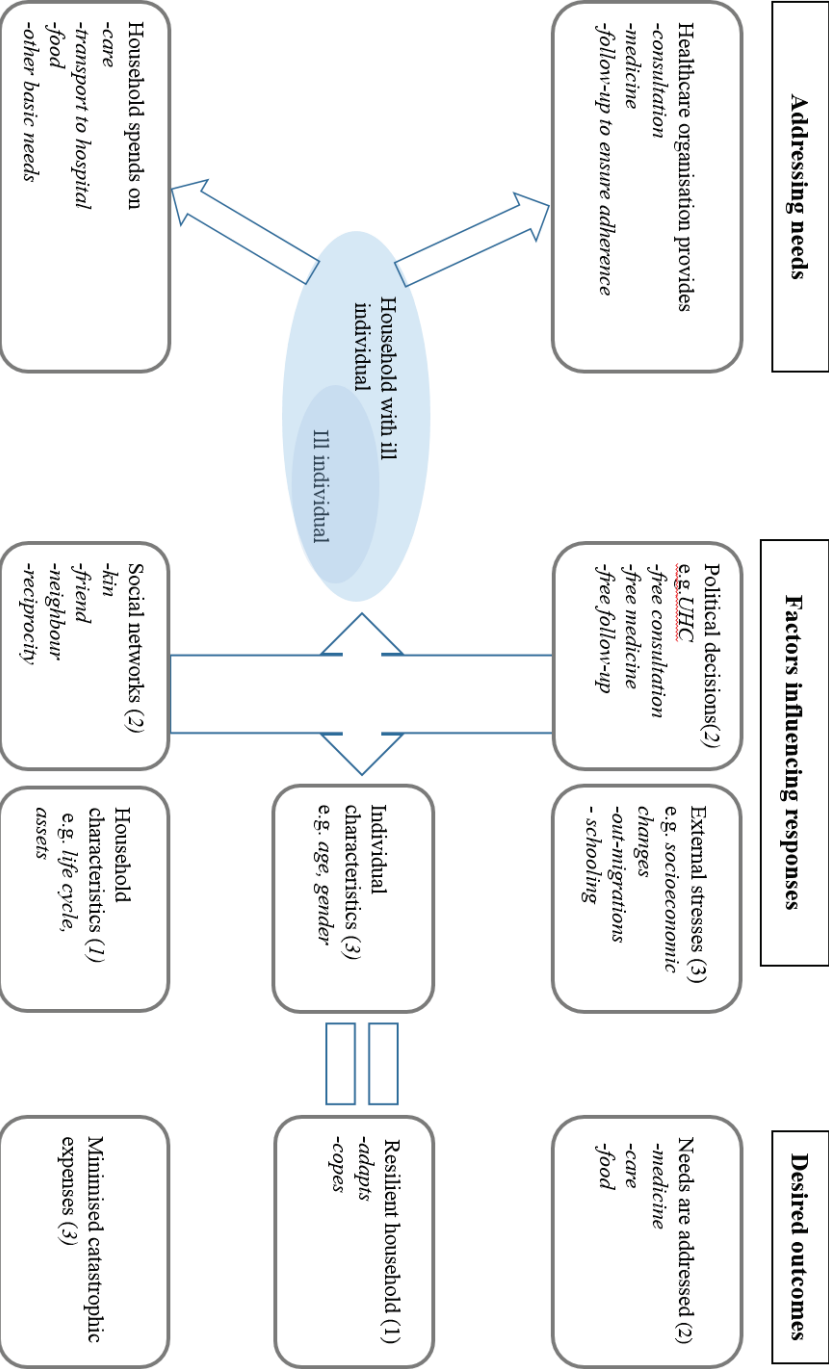 Addressing needs
Factors influencing responses
Desired outcomes
Healthcare organisation provides
-consultation
-medicine
-follow-up to ensure adherence
Household with ill
individual
Ill individual
Household spends on
-care
-transport to hospital
-food
-other basic needs
Political decisions(2)
e.g.UHC
-free consultation
-free medicine
-free follow-up
Social networks (2)
-kin
-friend
-neighbour
-reciprocity
External stresses (3)
e.g. socioeconomic
changes
-out-migrations
- schooling
Individual
characteristics (3)
e.g. age, gender
Household
characteristics (1)
e.g. life cycle,
assets
Needs are addressed (2)
-medicine
-care
-food
Resilient household (1)
-adapts
-copes
Minimised catastrophic
expenses (3)